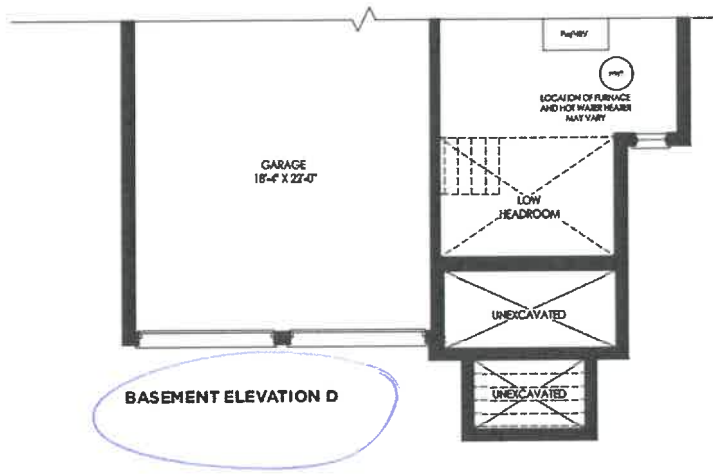 LOCATION OF FURNACE
AND HOT WATER HEATER
MAY VARY
GARAGE
18'-4" X 22'-0"
LOW
HEADROOM
UNEXCAVATED
UNEXCAVATED
BASEMENT ELEVATION D